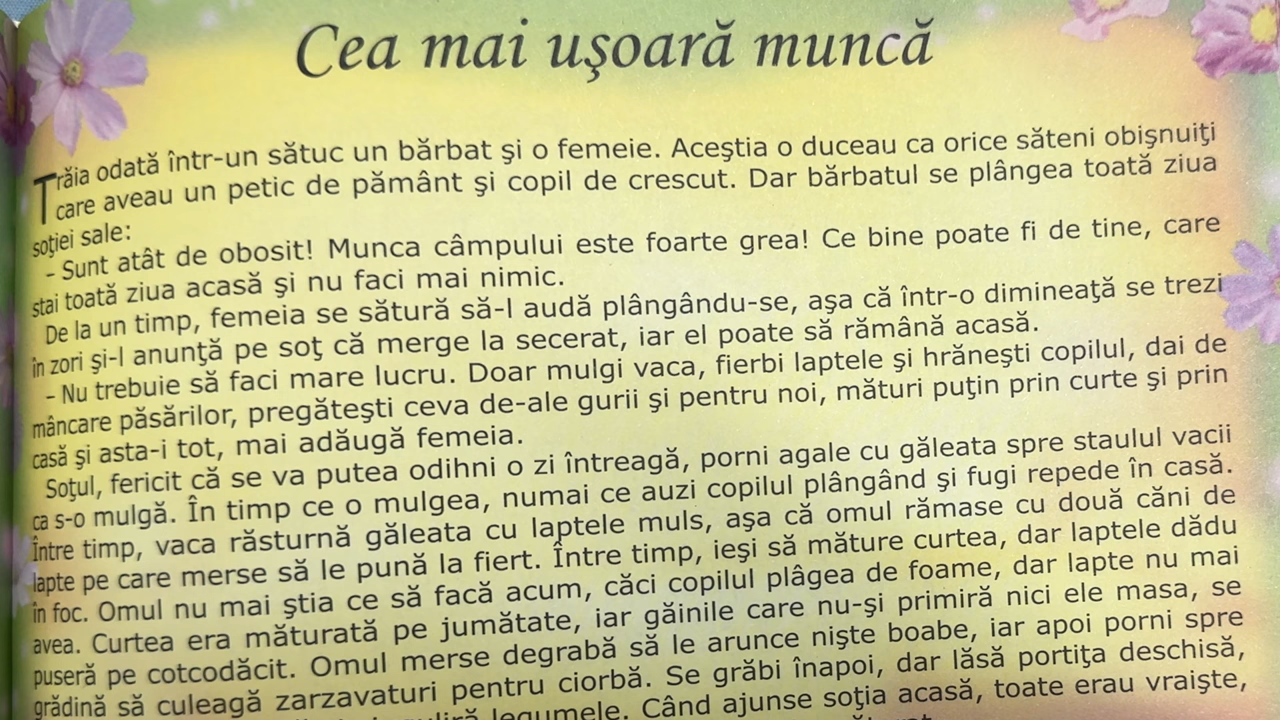 Cea mai uşoară muncă
Trăia odată într-un sătuc un bărbat şi o femeie. Aceştia o duceau ca orice săteni obişnuiţi
care aveau un petic de pământ şi copil de crescut. Dar bărbatul se plângea toată ziua
soţiei sale:
- Sunt atât de obosit! Munca câmpului este foarte grea! Ce bine poate fi de tine, care
stai toată ziua acasă şi nu faci mai nimic.
De la un timp, femeia se sătură să-l audă plângându-se, aşa că într-o dimineaţă se trezi
în zori şi-l anunţă pe soţ că merge la secerat, iar el poate să rămână acasă.
- Nu trebuie să faci mare lucru. Doar mulgi vaca, fierbi laptele şi hrăneşti copilul, dai de
mâncare păsărilor, pregăteşti ceva de-ale gurii şi pentru noi, mături puţin prin curte şi prin
casă şi asta-i tot, mai adăugă femeia.
Soţul, fericit că se va putea odihni o zi întreagă, porni agale cu găleata spre staulul vacii
ca s-o mulgă. În timp ce o mulgea, numai ce auzi copilul plângând şi fugi repede în casă.
Între timp, vaca răsturnă găleata cu laptele muls, aşa că omul rămase cu două căni de
lapte pe care merse să le pună la fiert. Între timp, ieşi să măture curtea, dar laptele dădu
în foc. Omul nu mai ştia ce să facă acum, căci copilul plâgea de foame, dar lapte nu mai
avea. Curtea era măturată pe jumătate, iar găinile care nu-şi primiră nici ele masa, se
puseră pe cotcodăcit. Omul merse degrabă să le arunce nişte boabe, iar apoi porni spre
grădină să culeagă zarzavaturi pentru ciorbă. Se grăbi înapoi, dar lăsă portiţa deschisă,
legumele. Când ajunse soţia acasă, toate erau vraişte,